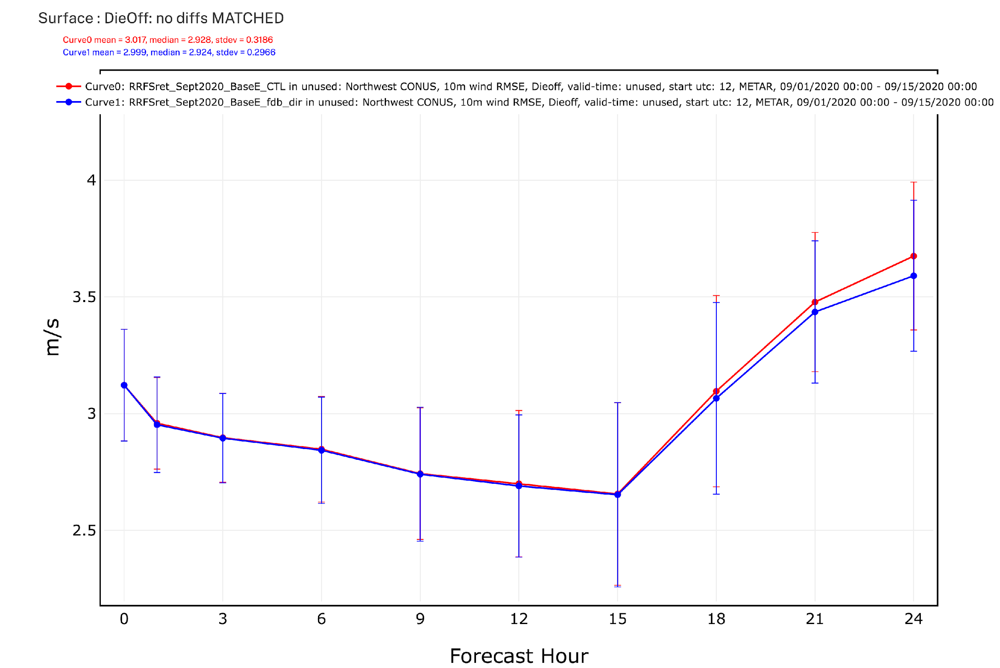 Surface : DieOff: no diffs MATCHED
Curve0 mean = 3.017, median = 2.928, stdev = 0.3186
Curve1 mean = 2.999, median = 2.924, stdev = 0.2966
Curve0: RRFSret_Sept2020_BaseE_CTL in unused: Northwest CONUS, 10m wind RMSE, Dieoff, valid-time: unused, start utc: 12, METAR, 09/01/2020 00:00 - 09/15/2020 00:00
Curve1: RRFSret_Sept2020_BaseE_fdb_dir in unused: Northwest CONUS, 10m wind RMSE, Dieoff, valid-time: unused, start utc: 12, METAR, 09/01/2020 00:00 - 09/15/2020 00:00
4
3.5
3
2.5
m/s
0 3 6 9 12 15 18 21 24
Forecast Hour